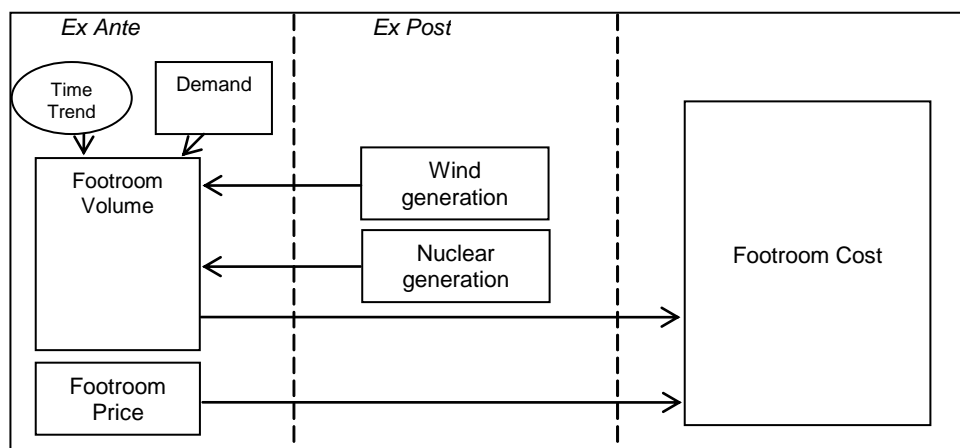 Ex Ante
Ex Post
Time
Trend
Demand
Footroom
Volume
Wind
generation
Nuclear
generation
Footroom Cost
Footroom
Price